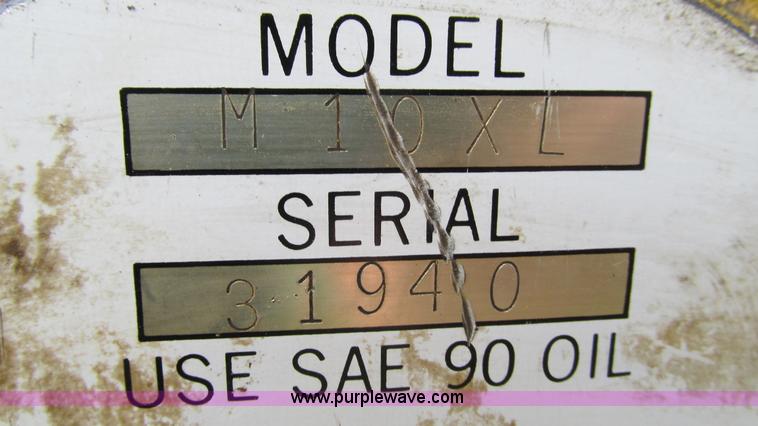 MODEL
M10XL
SERIAL
31940
USE SAE 90 OIL
www.purplewave.com